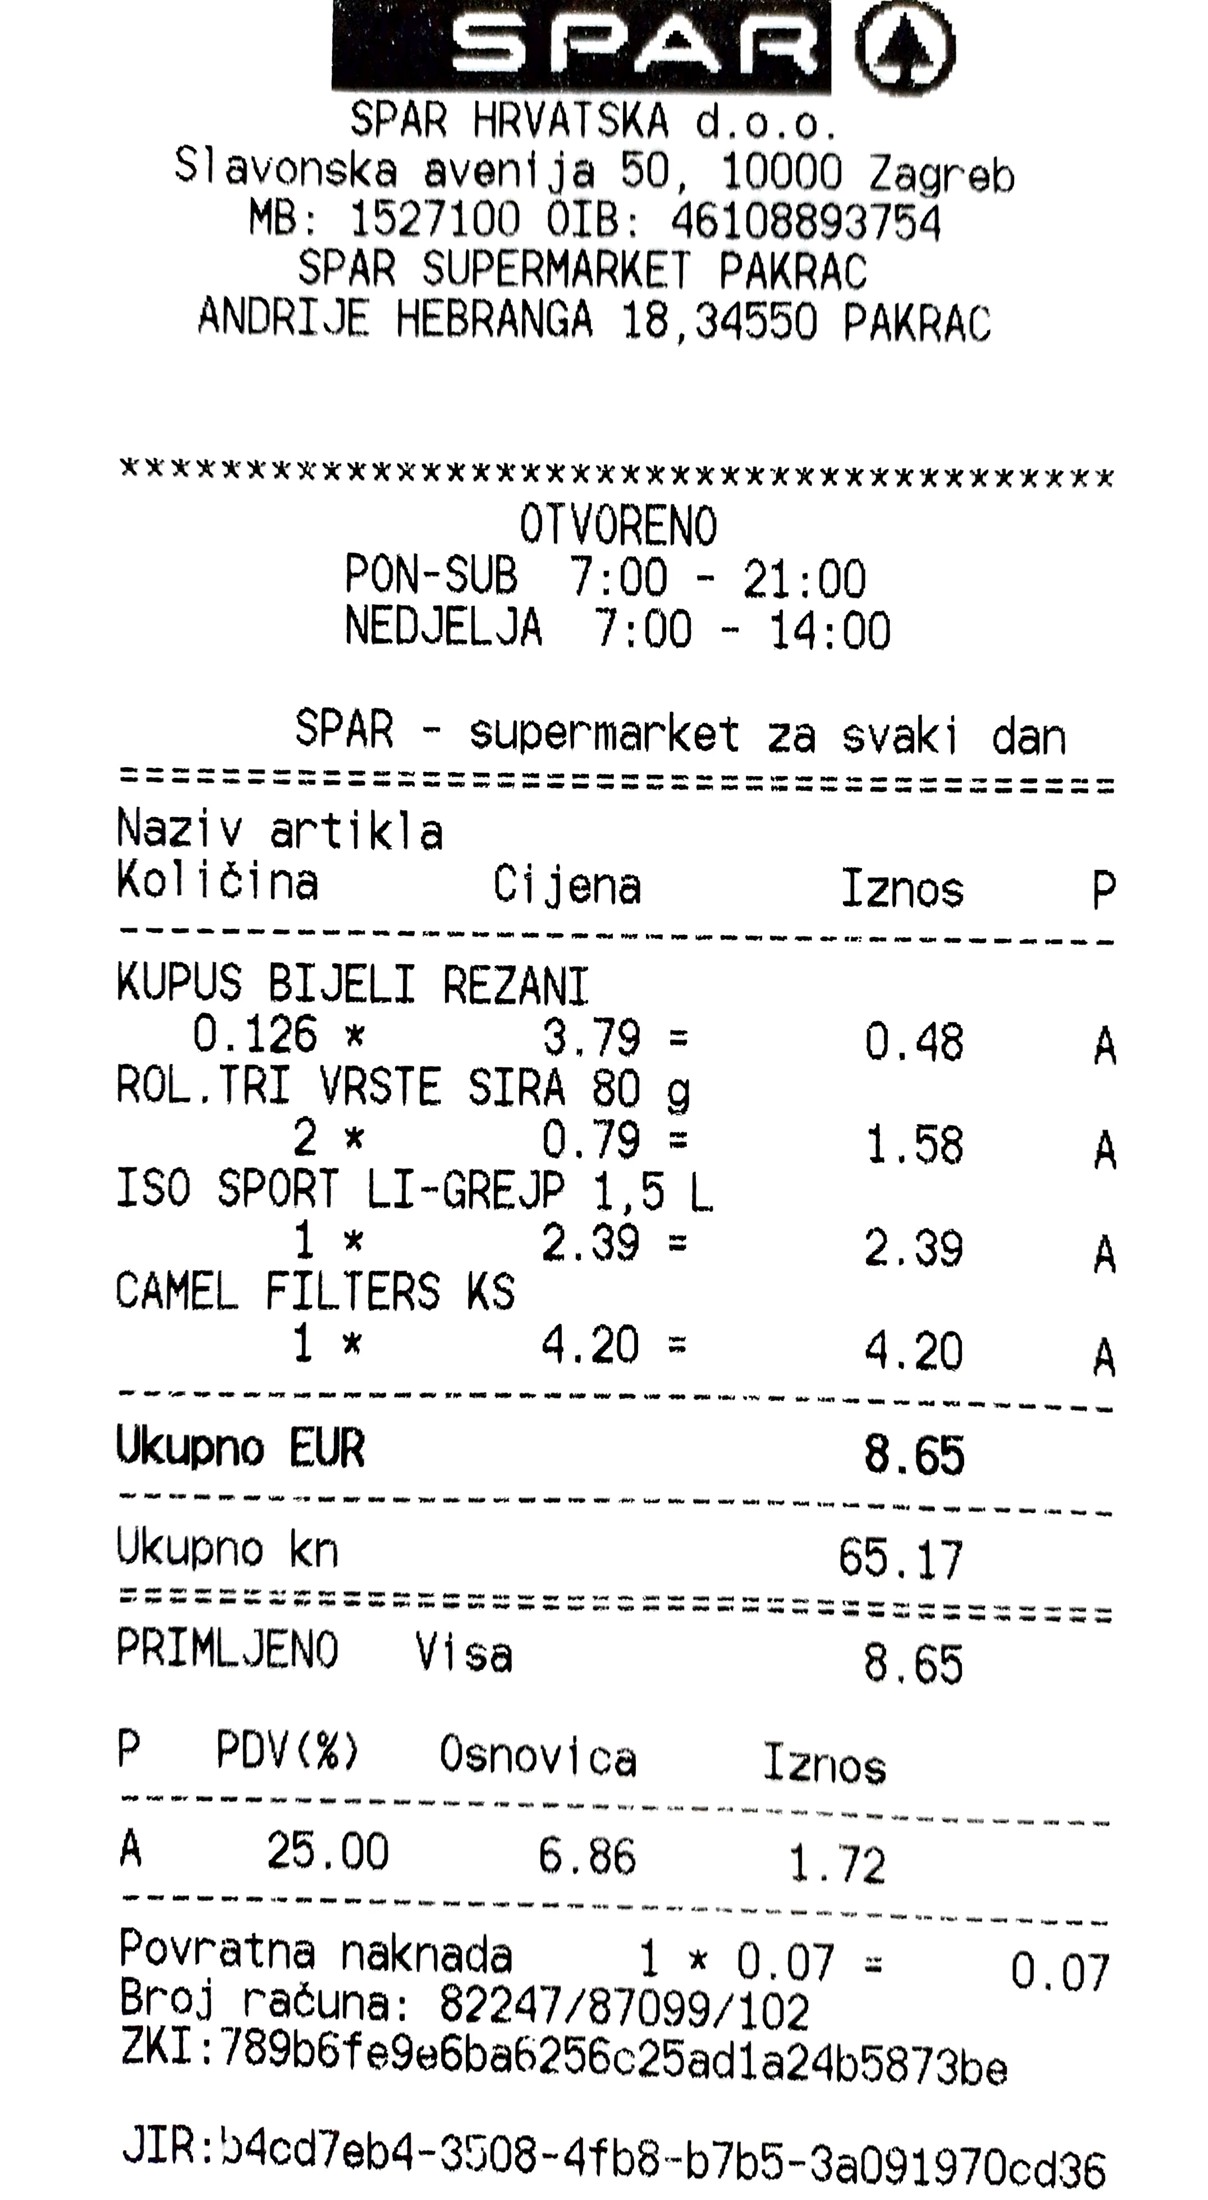 SPAR
SPAR HRVATSKA d.o.o.
Slavonska avenija 50, 10000 Zagreb
MB: 1527100 OIB: 46108893754
SPAR SUPERMARKET PAKRAC
ANDRIJE HEBRANGA 18,34550 PAKRAC
***************************************
OTVORENO
PON-SUB 7:00 - 21:00
NEDJELJA 7:00 - 14:00
SPAR - supermarket za svaki dan
=======================================
Naziv artikla
Količina Cijena Iznos P
---------------------------------------
KUPUS BIJELI REZANI
0.126 * 3.79 = 0.48 A
ROL.TRI VRSTE SIRA 80 g
2 * 0.79 = 1.58 A
ISO SPORT LI-GREJP 1,5 L
1 * 2.39 = 2.39 A
CAMEL FILTERS KS
1 * 4.20 = 4.20 A
---------------------------------------
Ukupno EUR 8.65
---------------------------------------
Ukupno kn 65.17
=======================================
PRIMLJENO Visa 8.65
P PDV(%) Osnovica Iznos
---------------------------------------
A 25.00 6.86 1.72
---------------------------------------
Povratna naknada 1 * 0.07 = 0.07
Broj računa: 82247/87099/102
ZKI:789b6fe9e6ba6256c25ad1a24b5873be
JIR:b4cd7eb4-3508-4fb8-b7b5-3a091970cd36